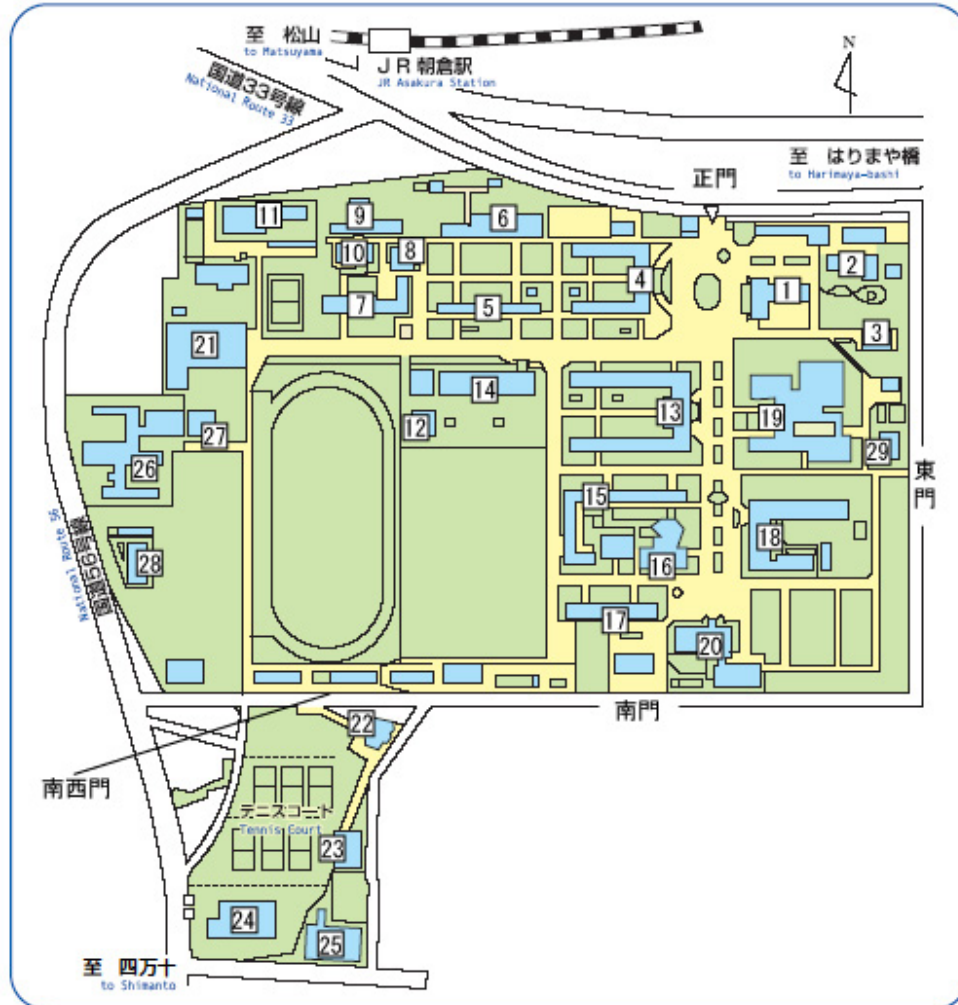 至 松山
to Matsuyama
JR朝倉駅
JR Asakura Station
国道33号線
National Route 33
N
至 はりまや橋
to Harimaya-bashi
正門
11
9
6
10
8
4
2
1
7
5
3
21
14
12
13
19
27
29
26
東門
15
18
28
16
国道56号線
National Route 56
17
20
南門
22
南西門
テニスコート
Tennis Court
23
24
25
至 四万十
to Shimanto